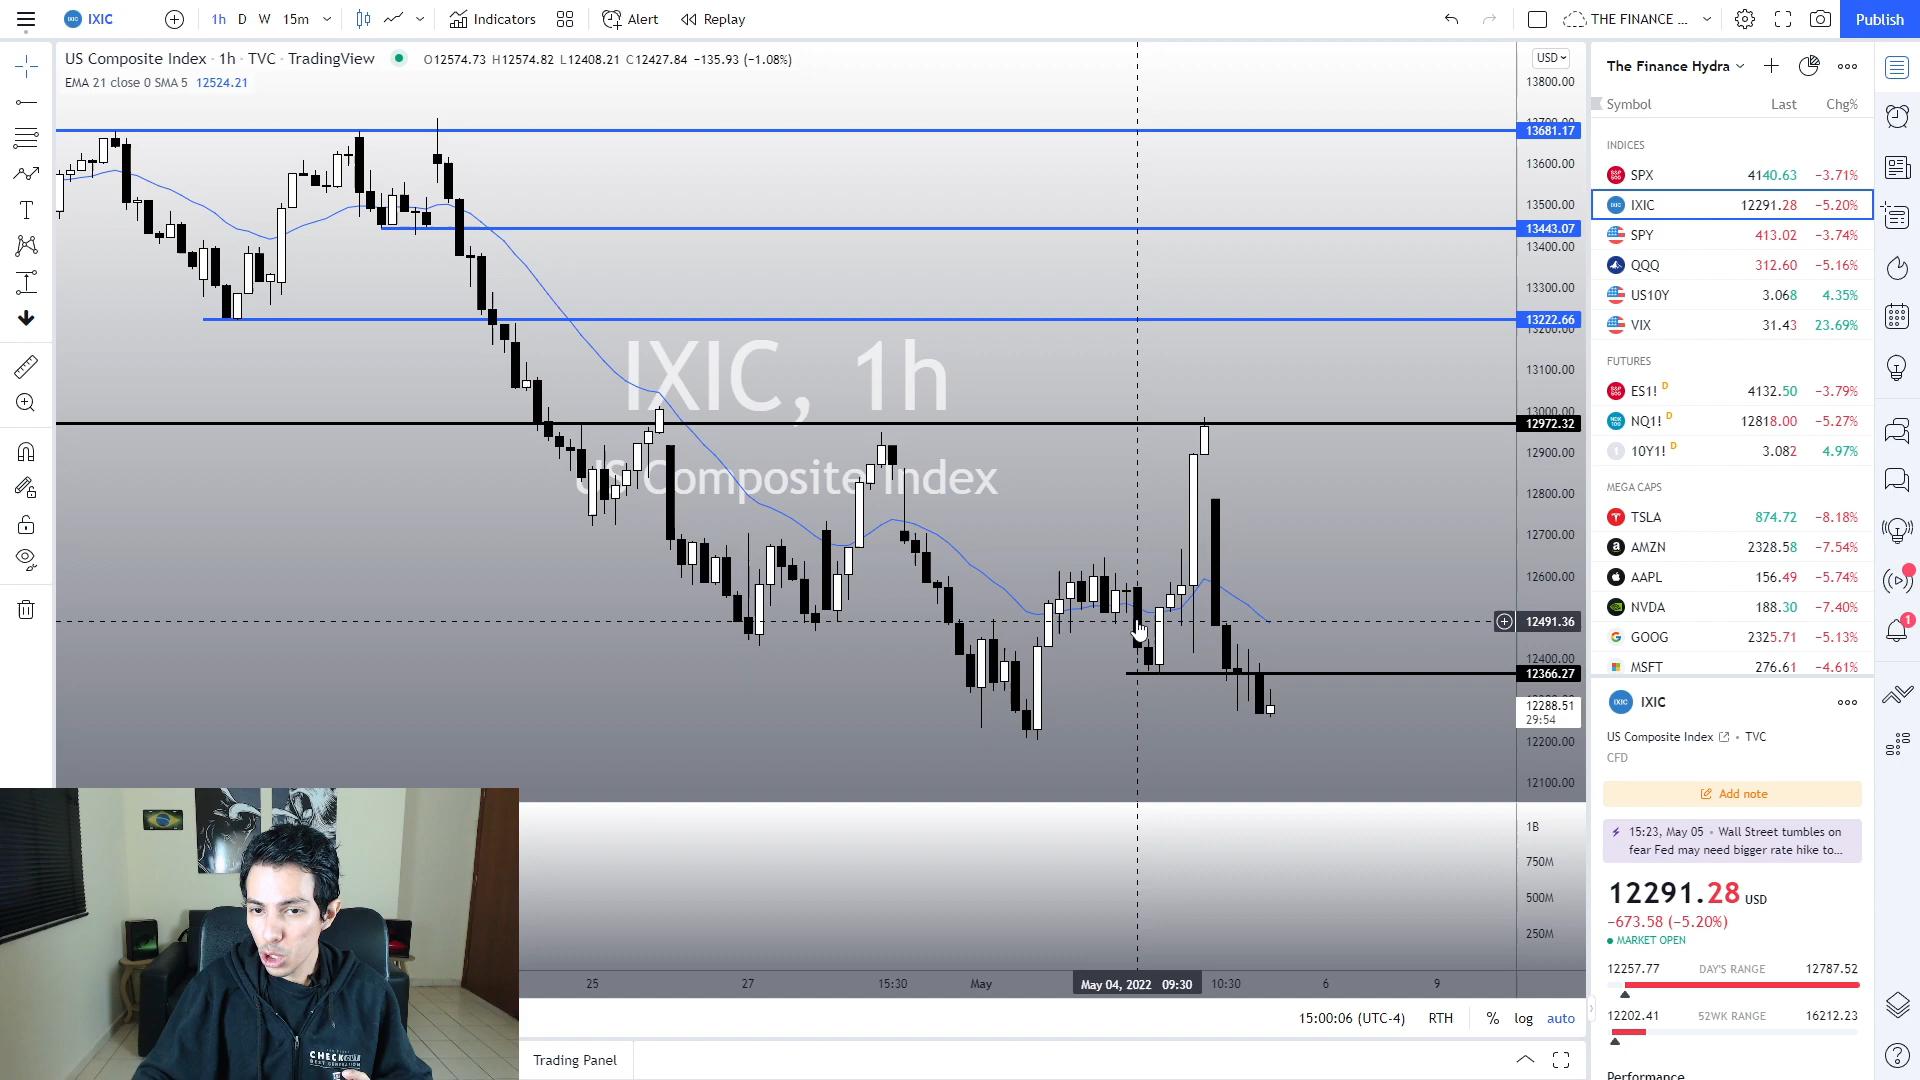 IXIC
1h D W 15m
Indicators
Alert
Replay
THE FINANCE ...
Publish
US Composite Index · 1h · TVC · TradingView
O12574.73 H12574.82 L12408.21 C12427.84 −135.93 (−1.08%)
EMA 21 close 0 SMA 5 12524.21
IXIC, 1h
US Composite Index
USD
13800.00
13681.17
13600.00
13500.00
13443.07
13400.00
13300.00
13222.66
13200.00
13100.00
13000.00
12972.32
12900.00
12800.00
12700.00
12600.00
12491.36
12400.00
12366.27
12288.51
29:54
12200.00
12100.00
1B
750M
500M
250M
25 27 15:30 May May 04, 2022 09:30 10:30 6 9
15:00:06 (UTC-4) RTH % log auto
Trading Panel
The Finance Hydra
Symbol Last Chg%
INDICES
SPX 4140.63 −3.71%
IXIC 12291.28 −5.20%
SPY 413.02 −3.74%
QQQ 312.60 −5.16%
US10Y 3.068 4.35%
VIX 31.43 23.69%
FUTURES
ES1! D 4132.50 −3.79%
NQ1! D 12818.00 −5.27%
10Y1! D 3.082 4.97%
MEGA CAPS
TSLA 874.72 −8.18%
AMZN 2328.58 −7.54%
AAPL 156.49 −5.74%
NVDA 188.30 −7.40%
GOOG 2325.71 −5.13%
MSFT 276.61 −4.61%
IXIC
US Composite Index • TVC
CFD
Add note
15:23, May 05 • Wall Street tumbles on
fear Fed may need bigger rate hike to...
12291.28 USD
−673.58 (−5.20%)
MARKET OPEN
12257.77 DAY'S RANGE 12787.52
12202.41 52WK RANGE 16212.23
Performance
1
CHECK